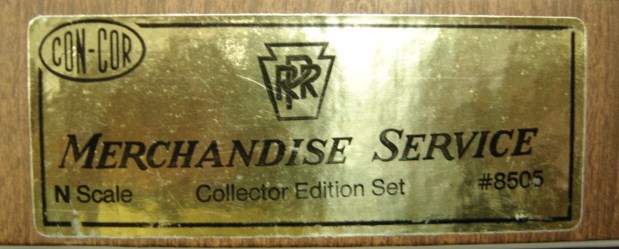 CON-COR
PRR
MERCHANDISE SERVICE
N Scale Collector Edition Set #8505